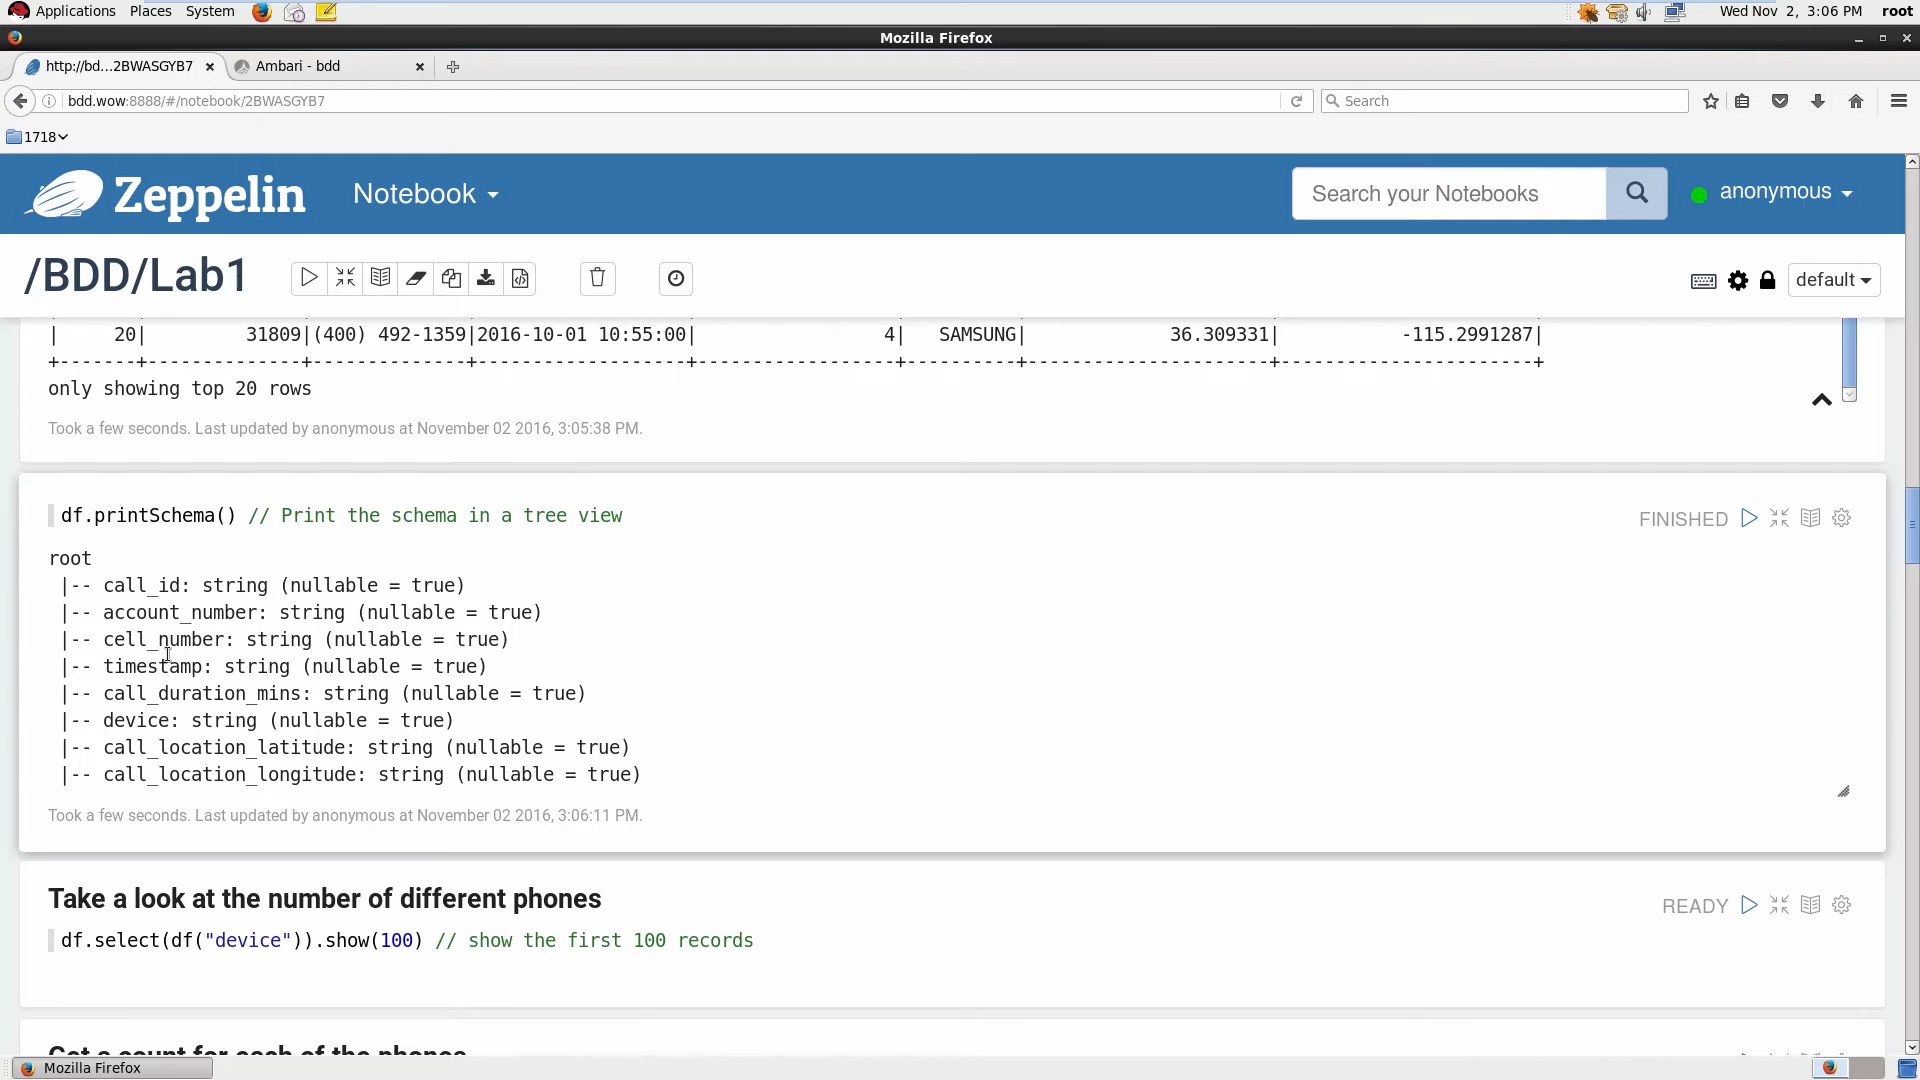 Applications Places System
Wed Nov 2, 3:06 PM root
Mozilla Firefox
http://bd...2BWASGYB7
Ambari - bdd
bdd.wow:8888/#/notebook/2BWASGYB7
Search
1718
Zeppelin
Notebook
Search your Notebooks
anonymous
/BDD/Lab1
default
| 20| 31809|(400) 492-1359|2016-10-01 10:55:00| 4| SAMSUNG| 36.309331| -115.2991287|
+-------+--------------+--------------+-------------------+------------------+----------+----------------------+-----------------------+
only showing top 20 rows
Took a few seconds. Last updated by anonymous at November 02 2016, 3:05:38 PM.
df.printSchema() // Print the schema in a tree view
FINISHED
root
|-- call_id: string (nullable = true)
|-- account_number: string (nullable = true)
|-- cell_number: string (nullable = true)
|-- timestamp: string (nullable = true)
|-- call_duration_mins: string (nullable = true)
|-- device: string (nullable = true)
|-- call_location_latitude: string (nullable = true)
|-- call_location_longitude: string (nullable = true)
Took a few seconds. Last updated by anonymous at November 02 2016, 3:06:11 PM.
Take a look at the number of different phones
READY
df.select(df("device")).show(100) // show the first 100 records
Get a count for each of the phones
Mozilla Firefox